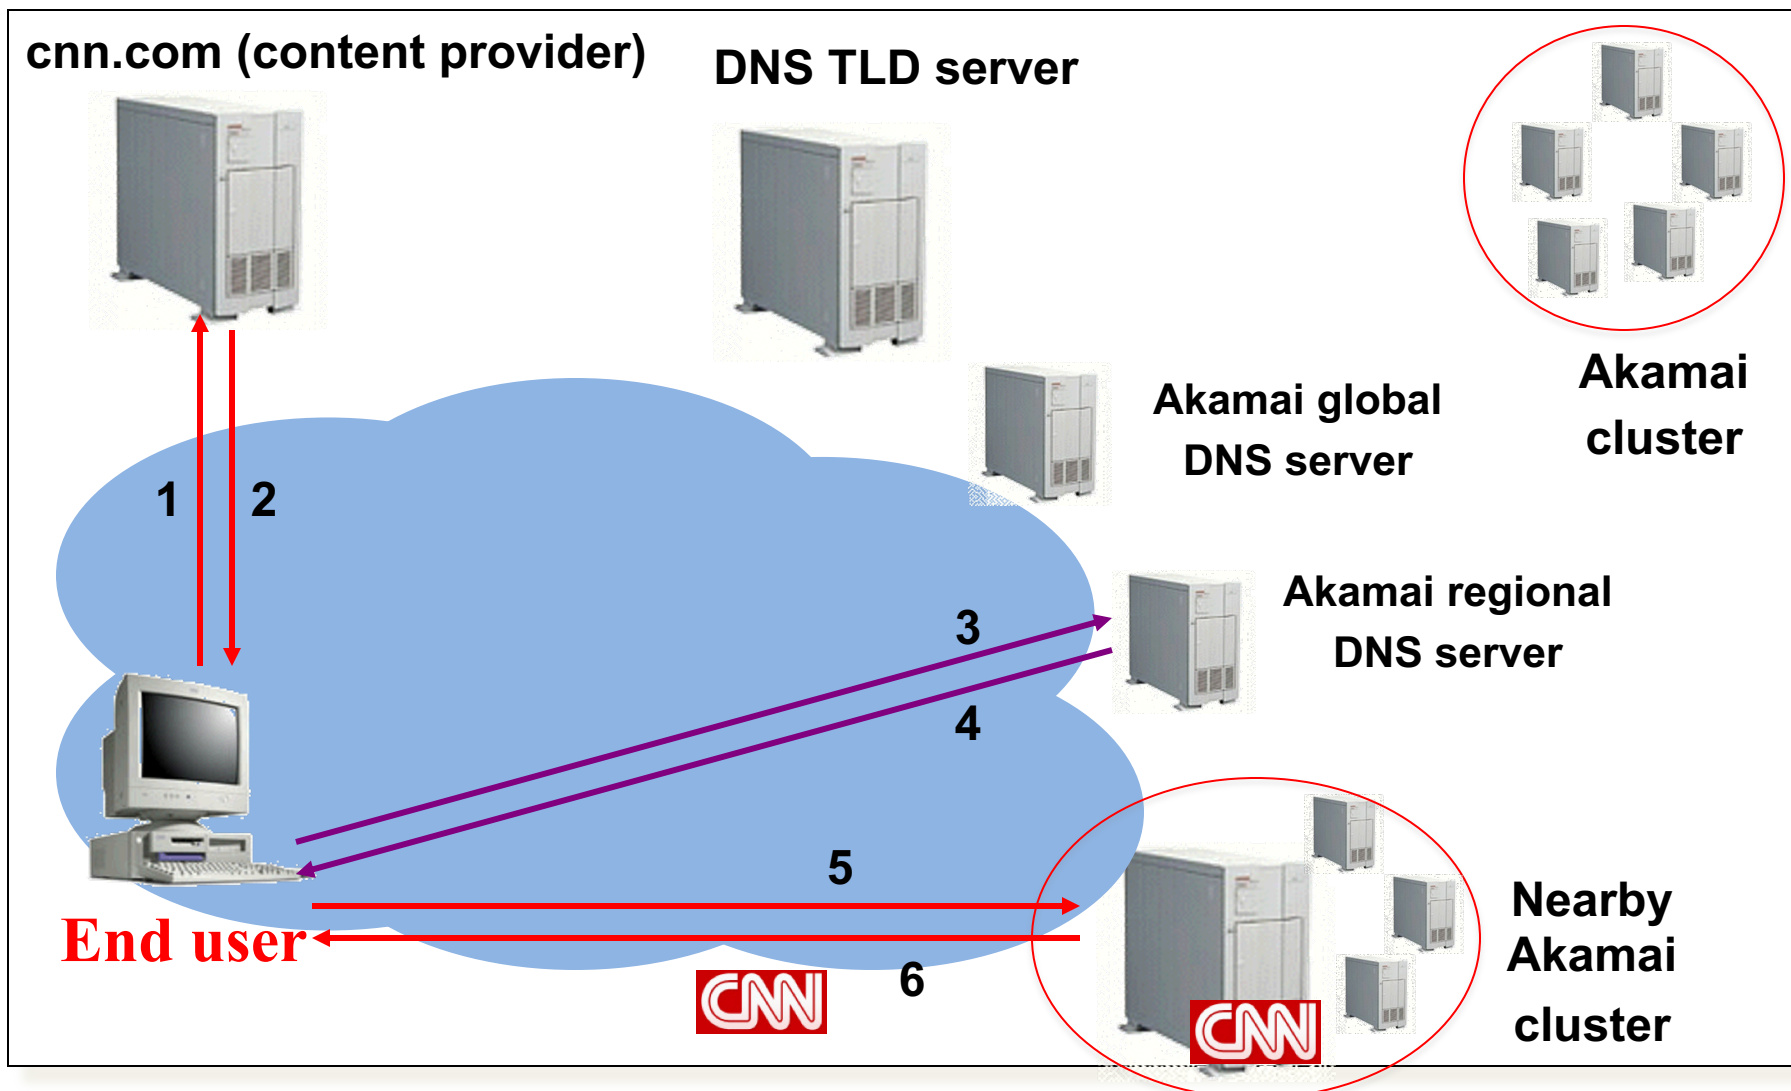 cnn.com (content provider)
DNS TLD server
Akamai
cluster
Akamai global
DNS server
1
2
Akamai regional
DNS server
3
4
5
End user
6
CNN
CNN
Nearby
Akamai
cluster